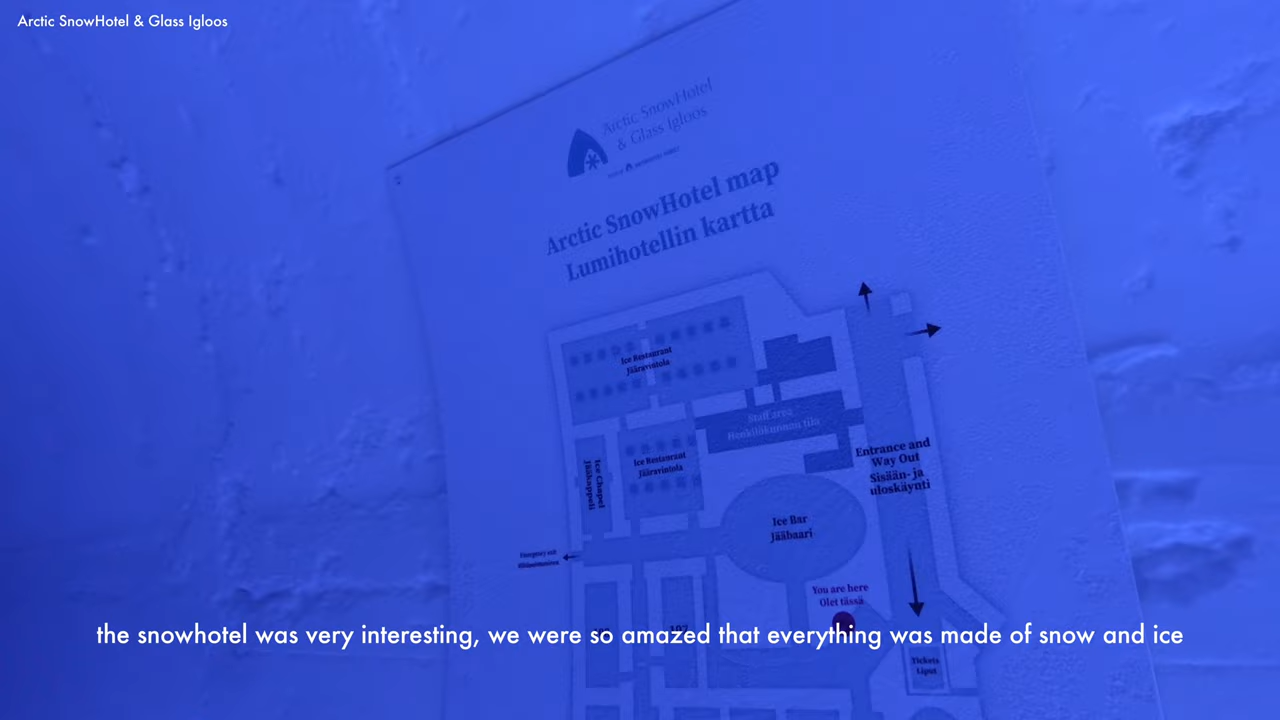 Arctic SnowHotel & Glass Igloos
Arctic SnowHotel
& Glass Igloos
Arctic SnowHotel map
Lumihotellin kartta
Ice Restaurant
Jääravintola
Staff area
Henkilökunnan tila
Ice Restaurant
Jääravintola
Ice Chapel
Jääkappeli
Entrance and
Way Out
Sisään- ja
uloskäynti
Ice Bar
Jääbaari
Emergency exit
You are here
Olet tässä
the snowhotel was very interesting, we were so amazed that everything was made of snow and ice
Tickets
Liput